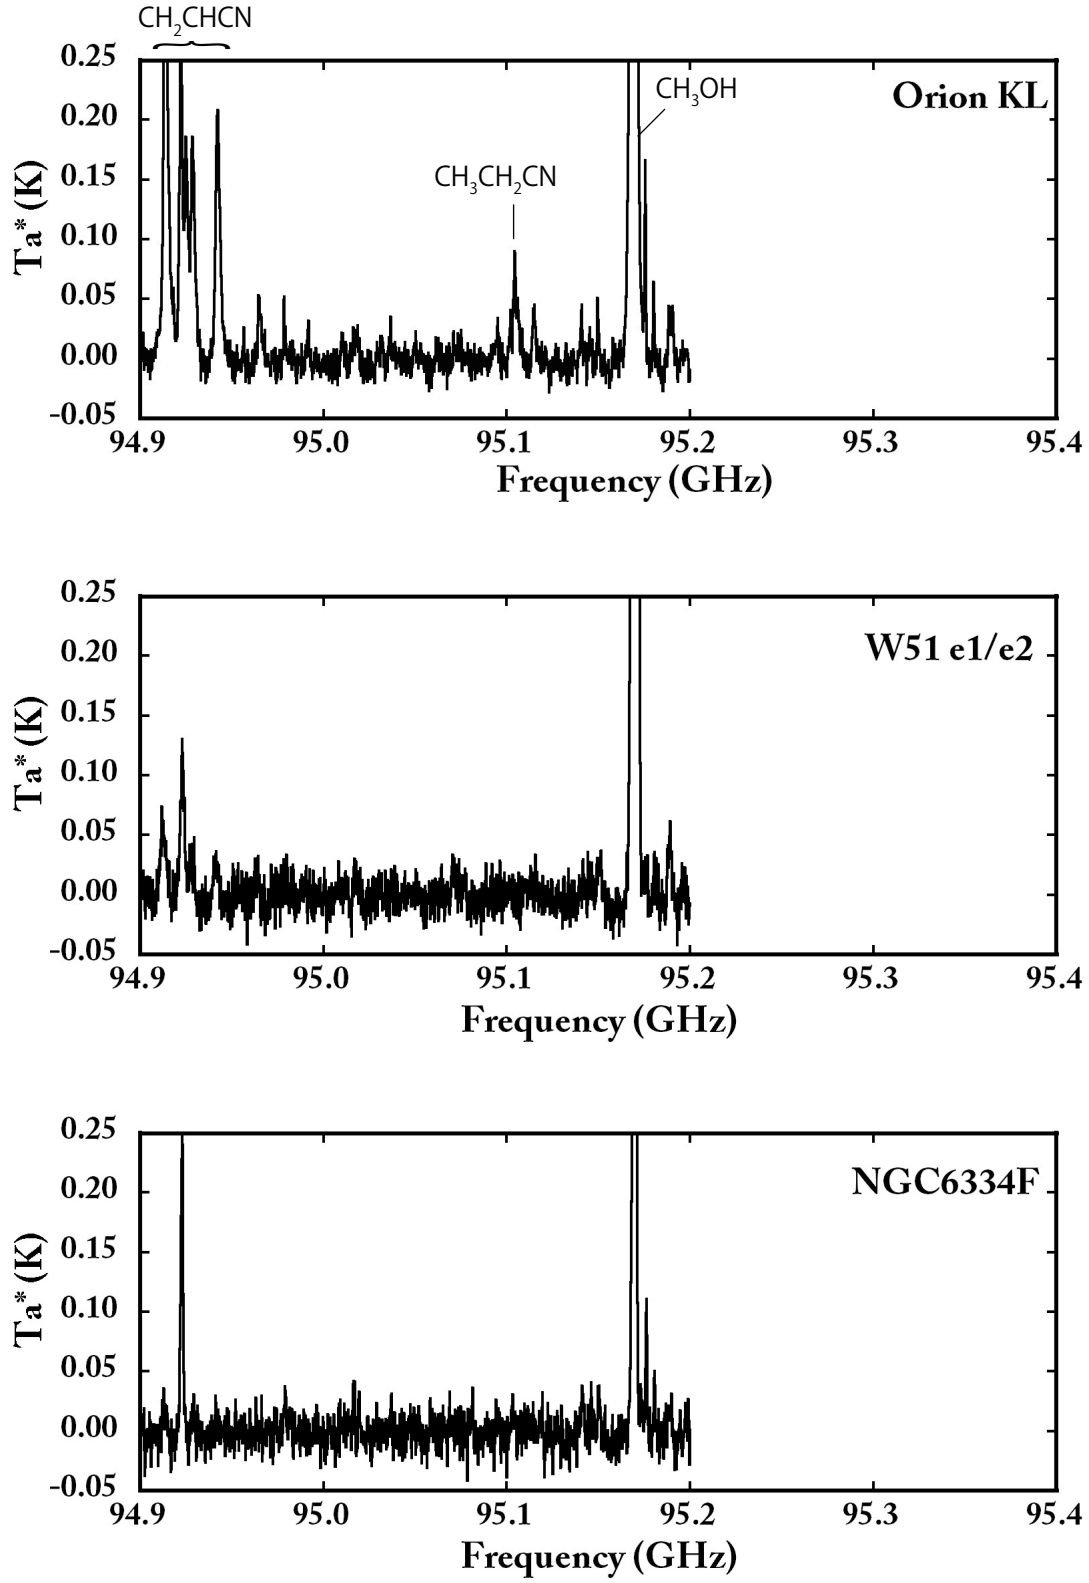 CH₂CHCN
0.25
0.20
0.15
0.10
0.05
0.00
-0.05
Ta* (K)
Orion KL
CH₃OH
CH₃CH₂CN
94.9 95.0 95.1 95.2 95.3 95.4
Frequency (GHz)
0.25
0.20
0.15
0.10
0.05
0.00
-0.05
Ta* (K)
W51 e1/e2
94.9 95.0 95.1 95.2 95.3 95.4
Frequency (GHz)
0.25
0.20
0.15
0.10
0.05
0.00
-0.05
Ta* (K)
NGC6334F
94.9 95.0 95.1 95.2 95.3 95.4
Frequency (GHz)